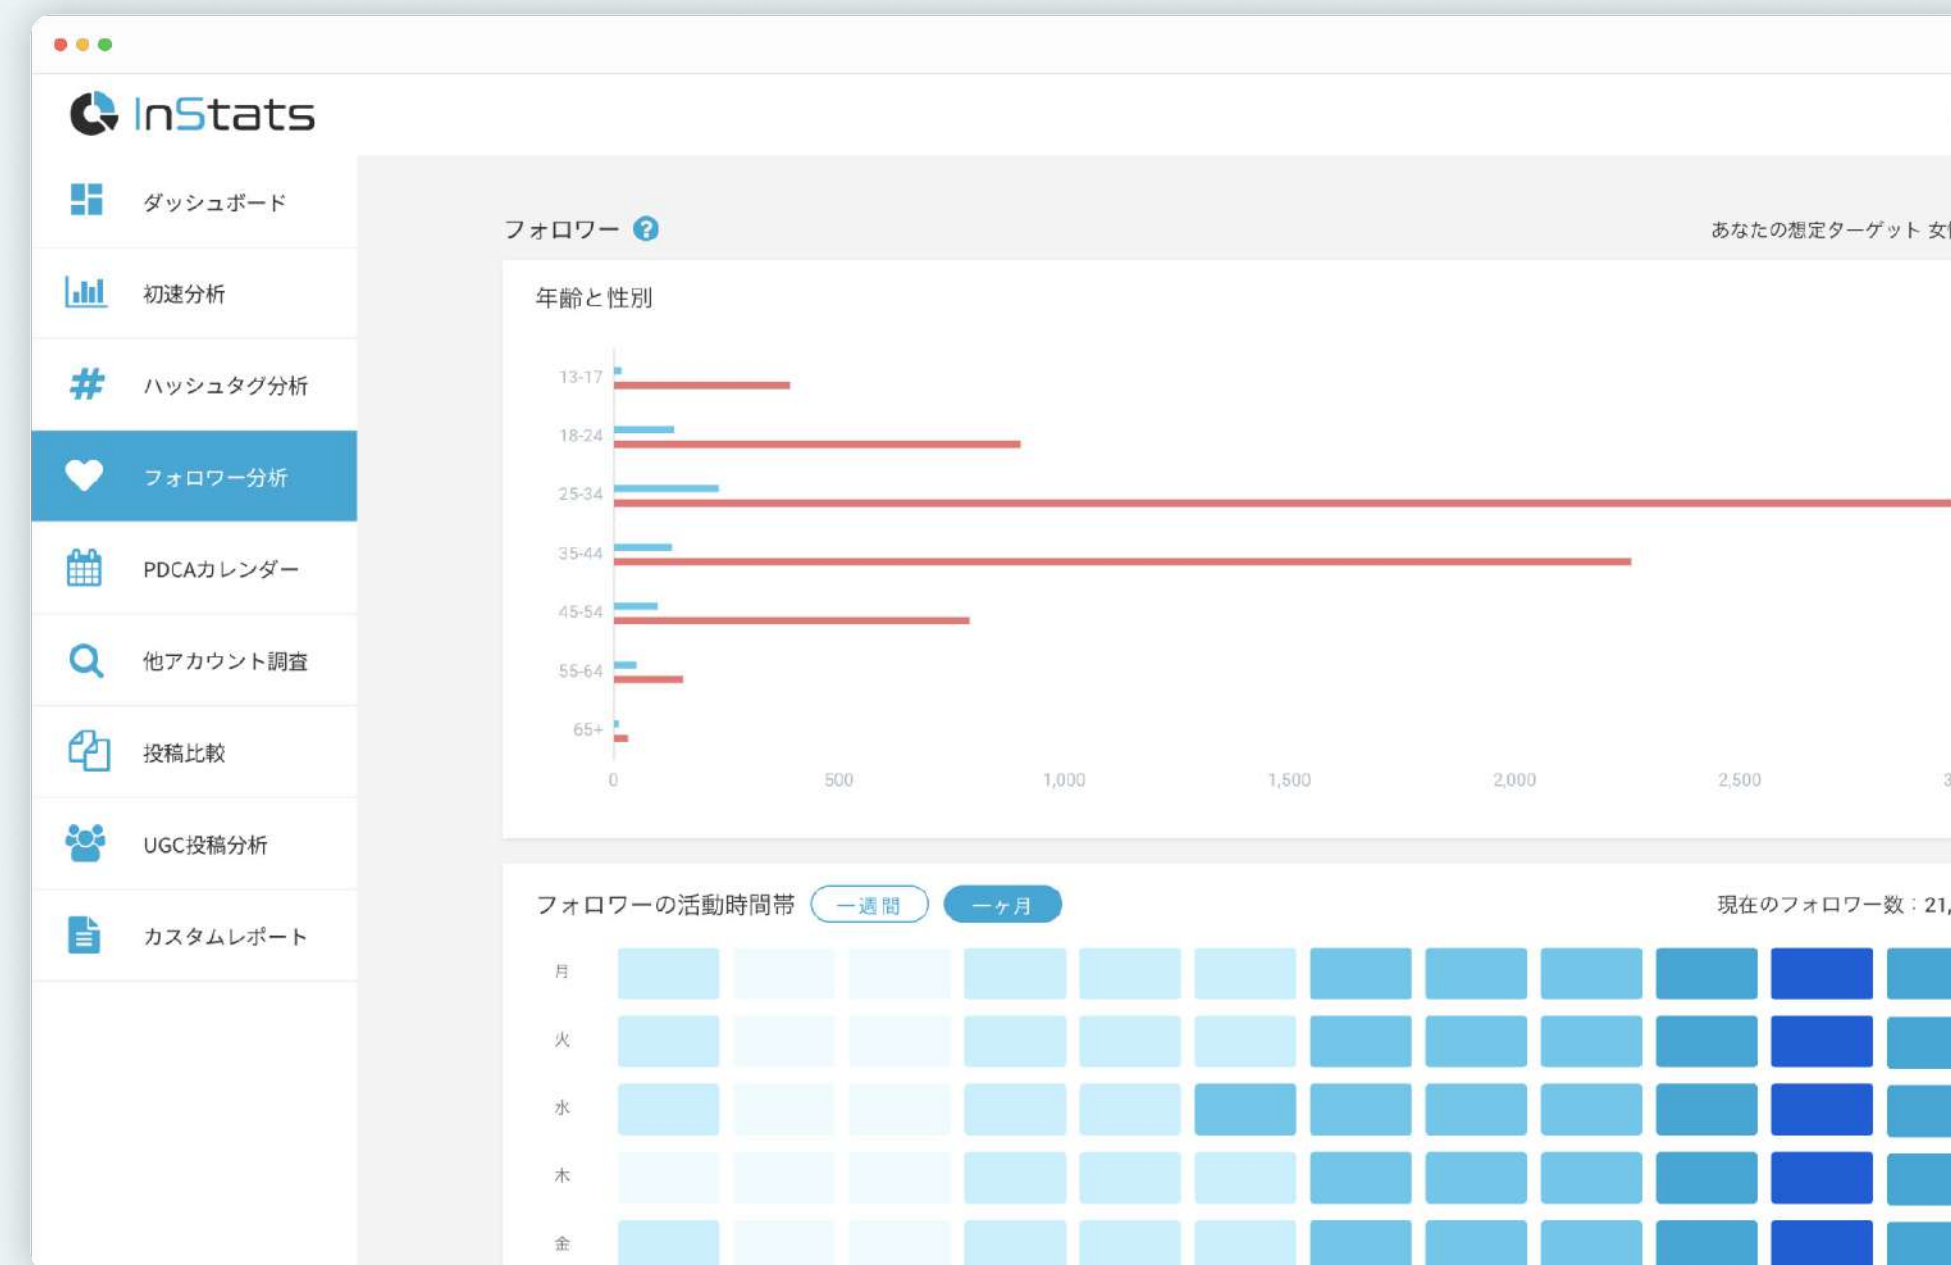 InStats
ダッシュボード
初速分析
ハッシュタグ分析
フォロワー分析
PDCAカレンダー
他アカウント調査
投稿比較
UGC投稿分析
カスタムレポート
フォロワー ?
あなたの想定ターゲット 女
年齢と性別
13-17
18-24
25-34
35-44
45-54
55-64
65+
0 500 1,000 1,500 2,000 2,500
フォロワーの活動時間帯 一週間 一ヶ月
現在のフォロワー数：21,
月
火
水
木
金